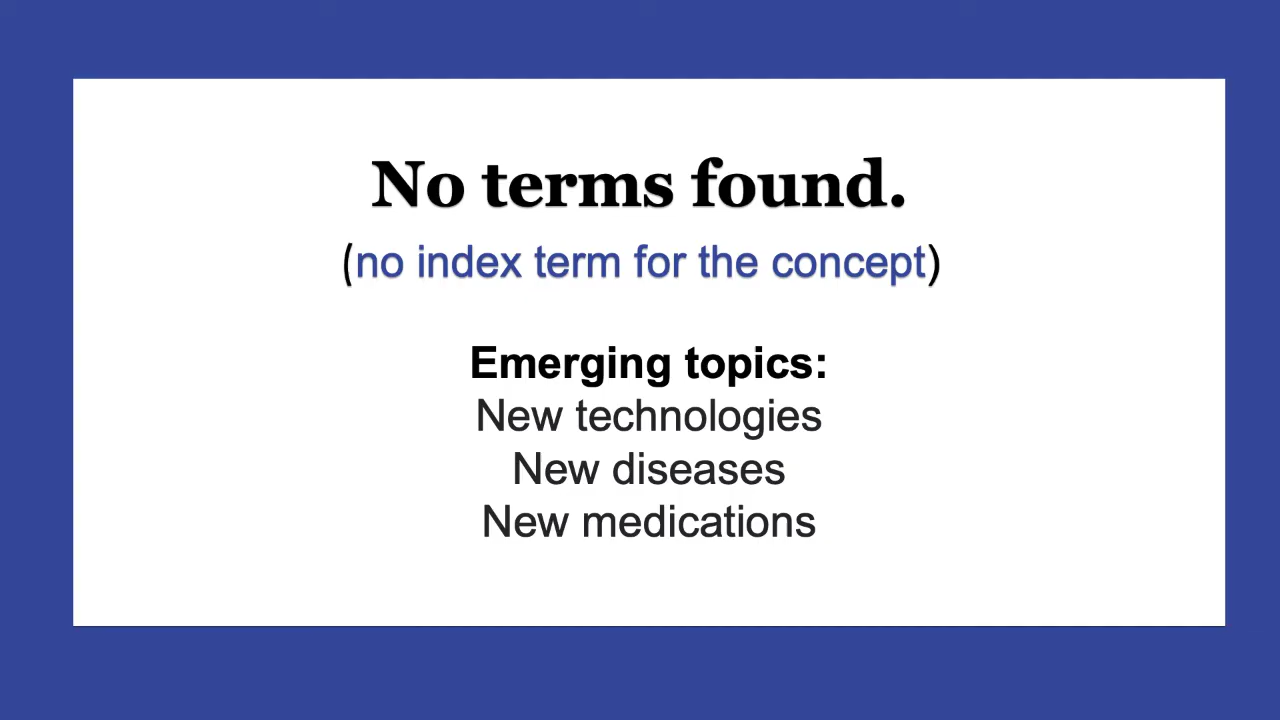 No terms found.
(no index term for the concept)
Emerging topics:
New technologies
New diseases
New medications